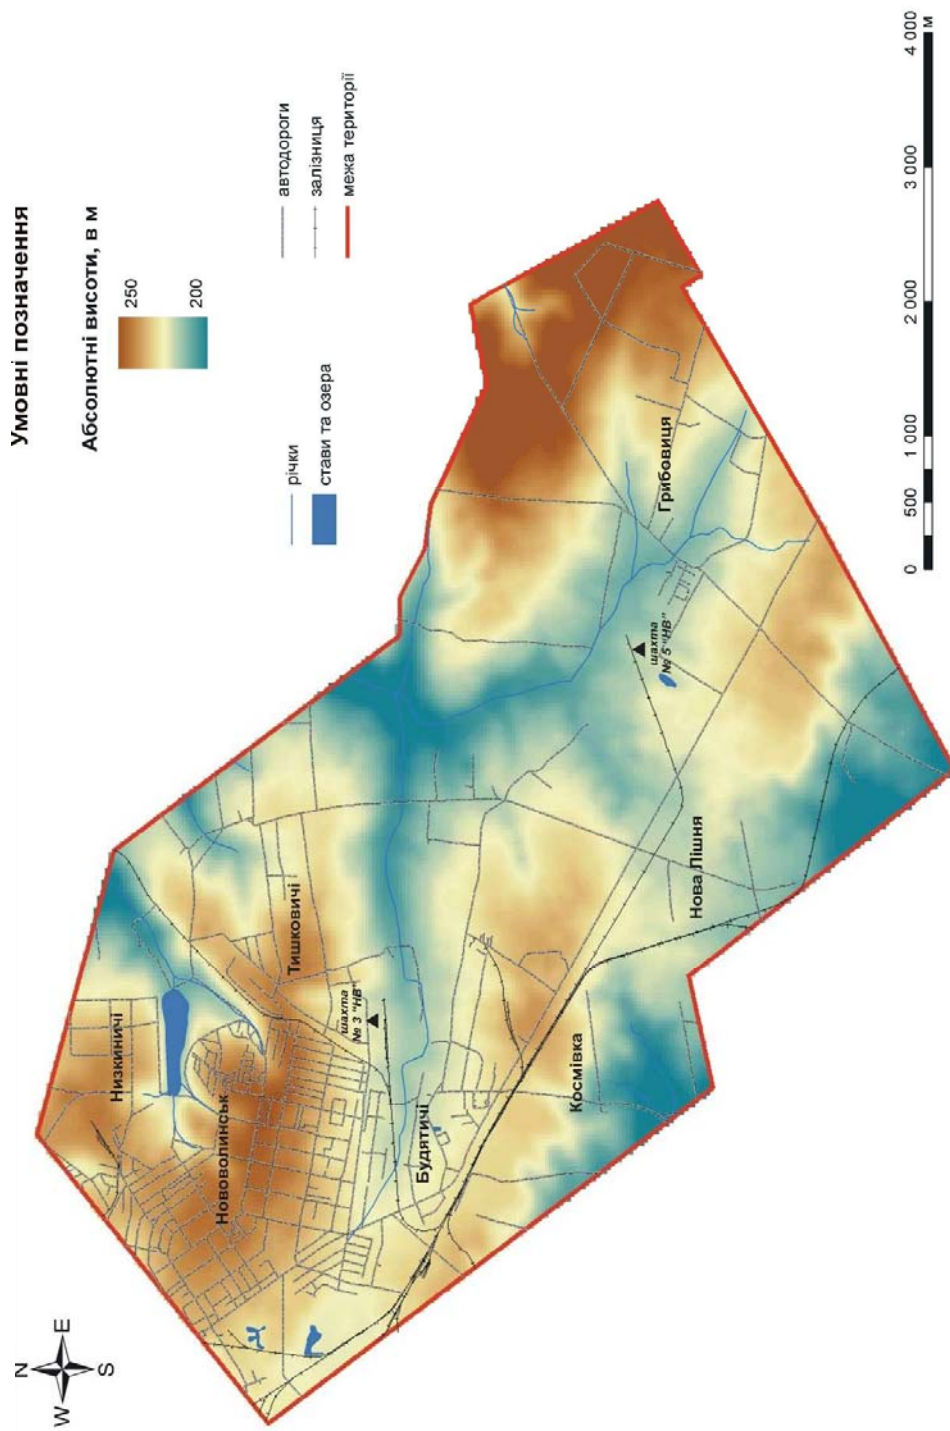 Умовні позначення
Абсолютні висоти, в м
250
200
річки
стави та озера
автодороги
залізниця
межа території
N
W
E
S
Низкиничі
Нововолинськ
Тишковичі
шахта
№ 3 "НВ"
Будятичі
Космівка
Нова Лішня
шахта
№ 5 "НВ"
Грибовиця
0
500
1 000
2 000
3 000
4 000
м